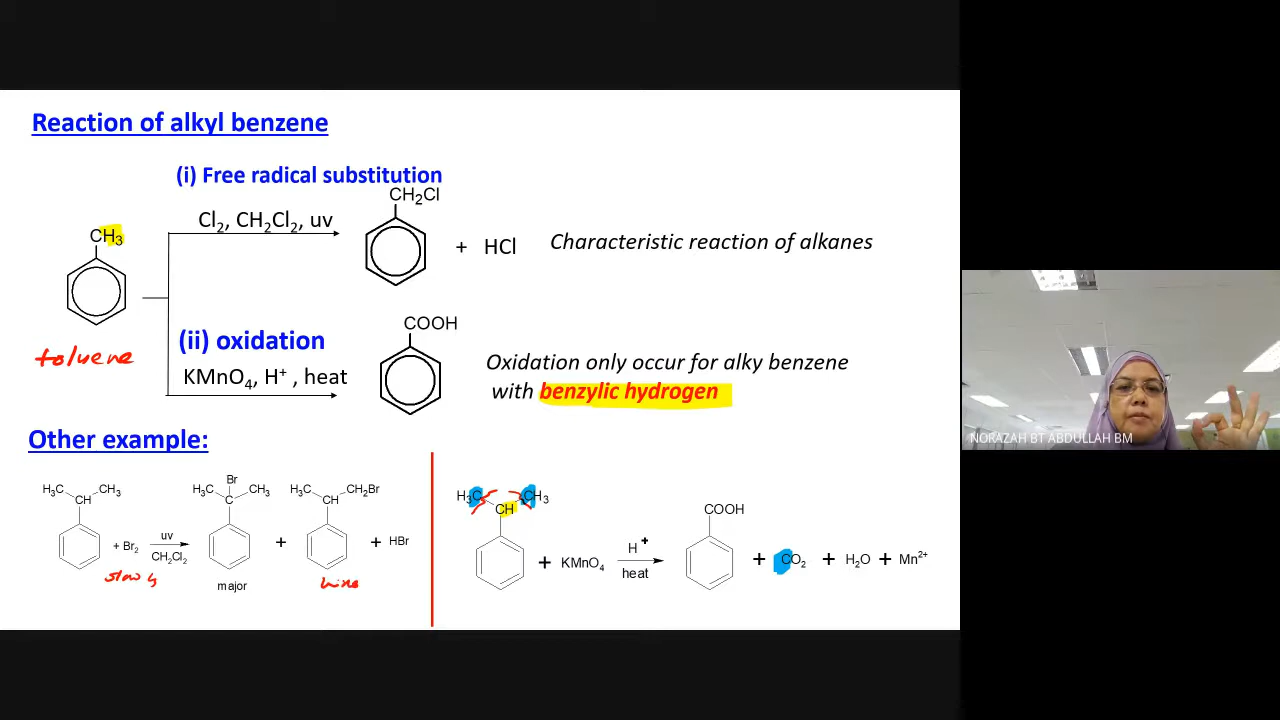 Reaction of alkyl benzene
(i) Free radical substitution
CH2Cl
Cl2, CH2Cl2, uv
CH3
+ HCl
Characteristic reaction of alkanes
toluene
(ii) oxidation
COOH
KMnO4, H+ , heat
Oxidation only occur for alky benzene
with benzylic hydrogen
Other example:
H3C CH3
CH
+ Br2
uv
CH2Cl2
slowly
Br
H3C CH3
C
major
+
H3C CH2Br
CH
+ HBr
H3C CH3
CH
+ KMnO4
H+
heat
COOH
+ CO2 + H2O + Mn2+
NORAZAH BT ABDULLAH BM